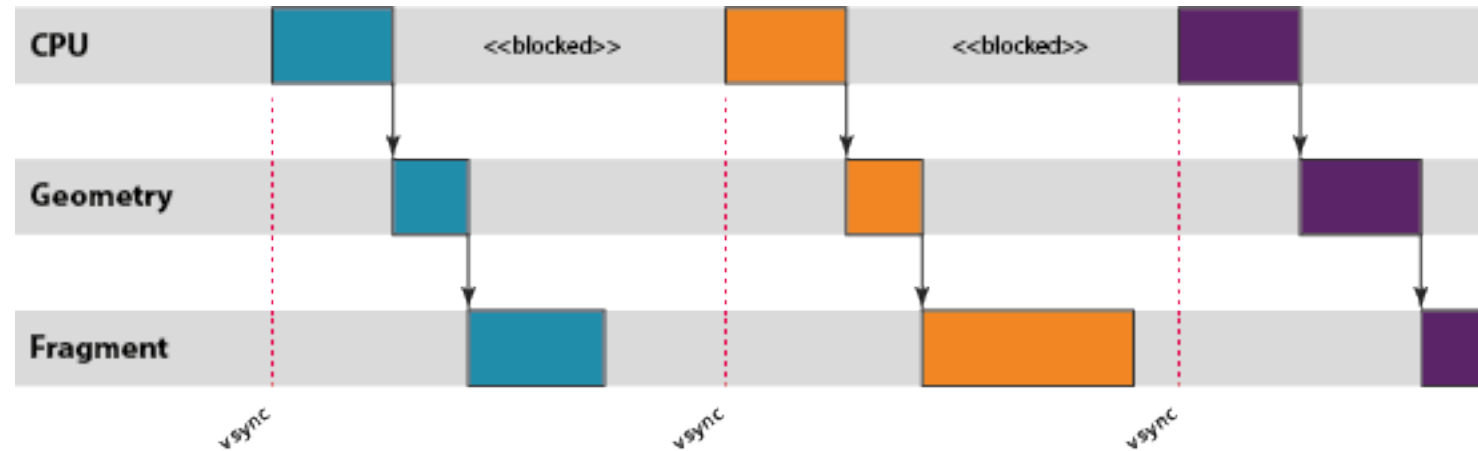 CPU
<<blocked>>
<<blocked>>
Geometry
Fragment
vsync
vsync
vsync